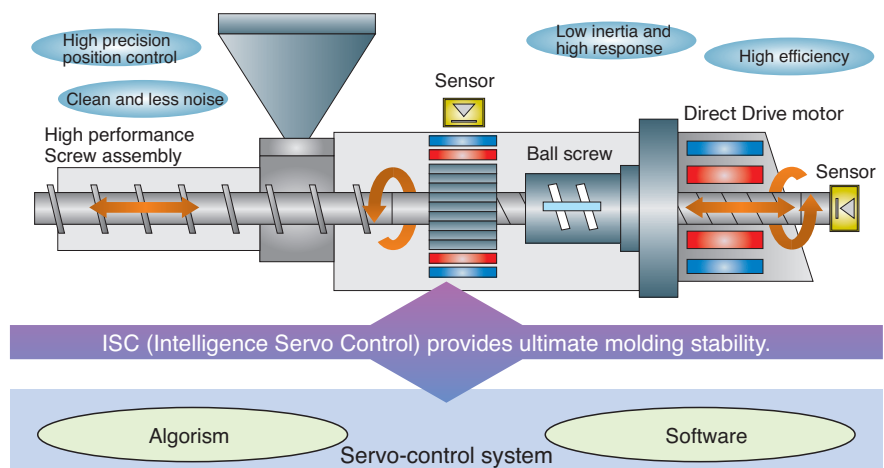 High precision
position control
Clean and less noise
Low inertia and
high response
High efficiency
High performance
Screw assembly
Sensor
Ball screw
Direct Drive motor
Sensor
ISC (Intelligence Servo Control) provides ultimate molding stability.
Algorism
Software
Servo-control system